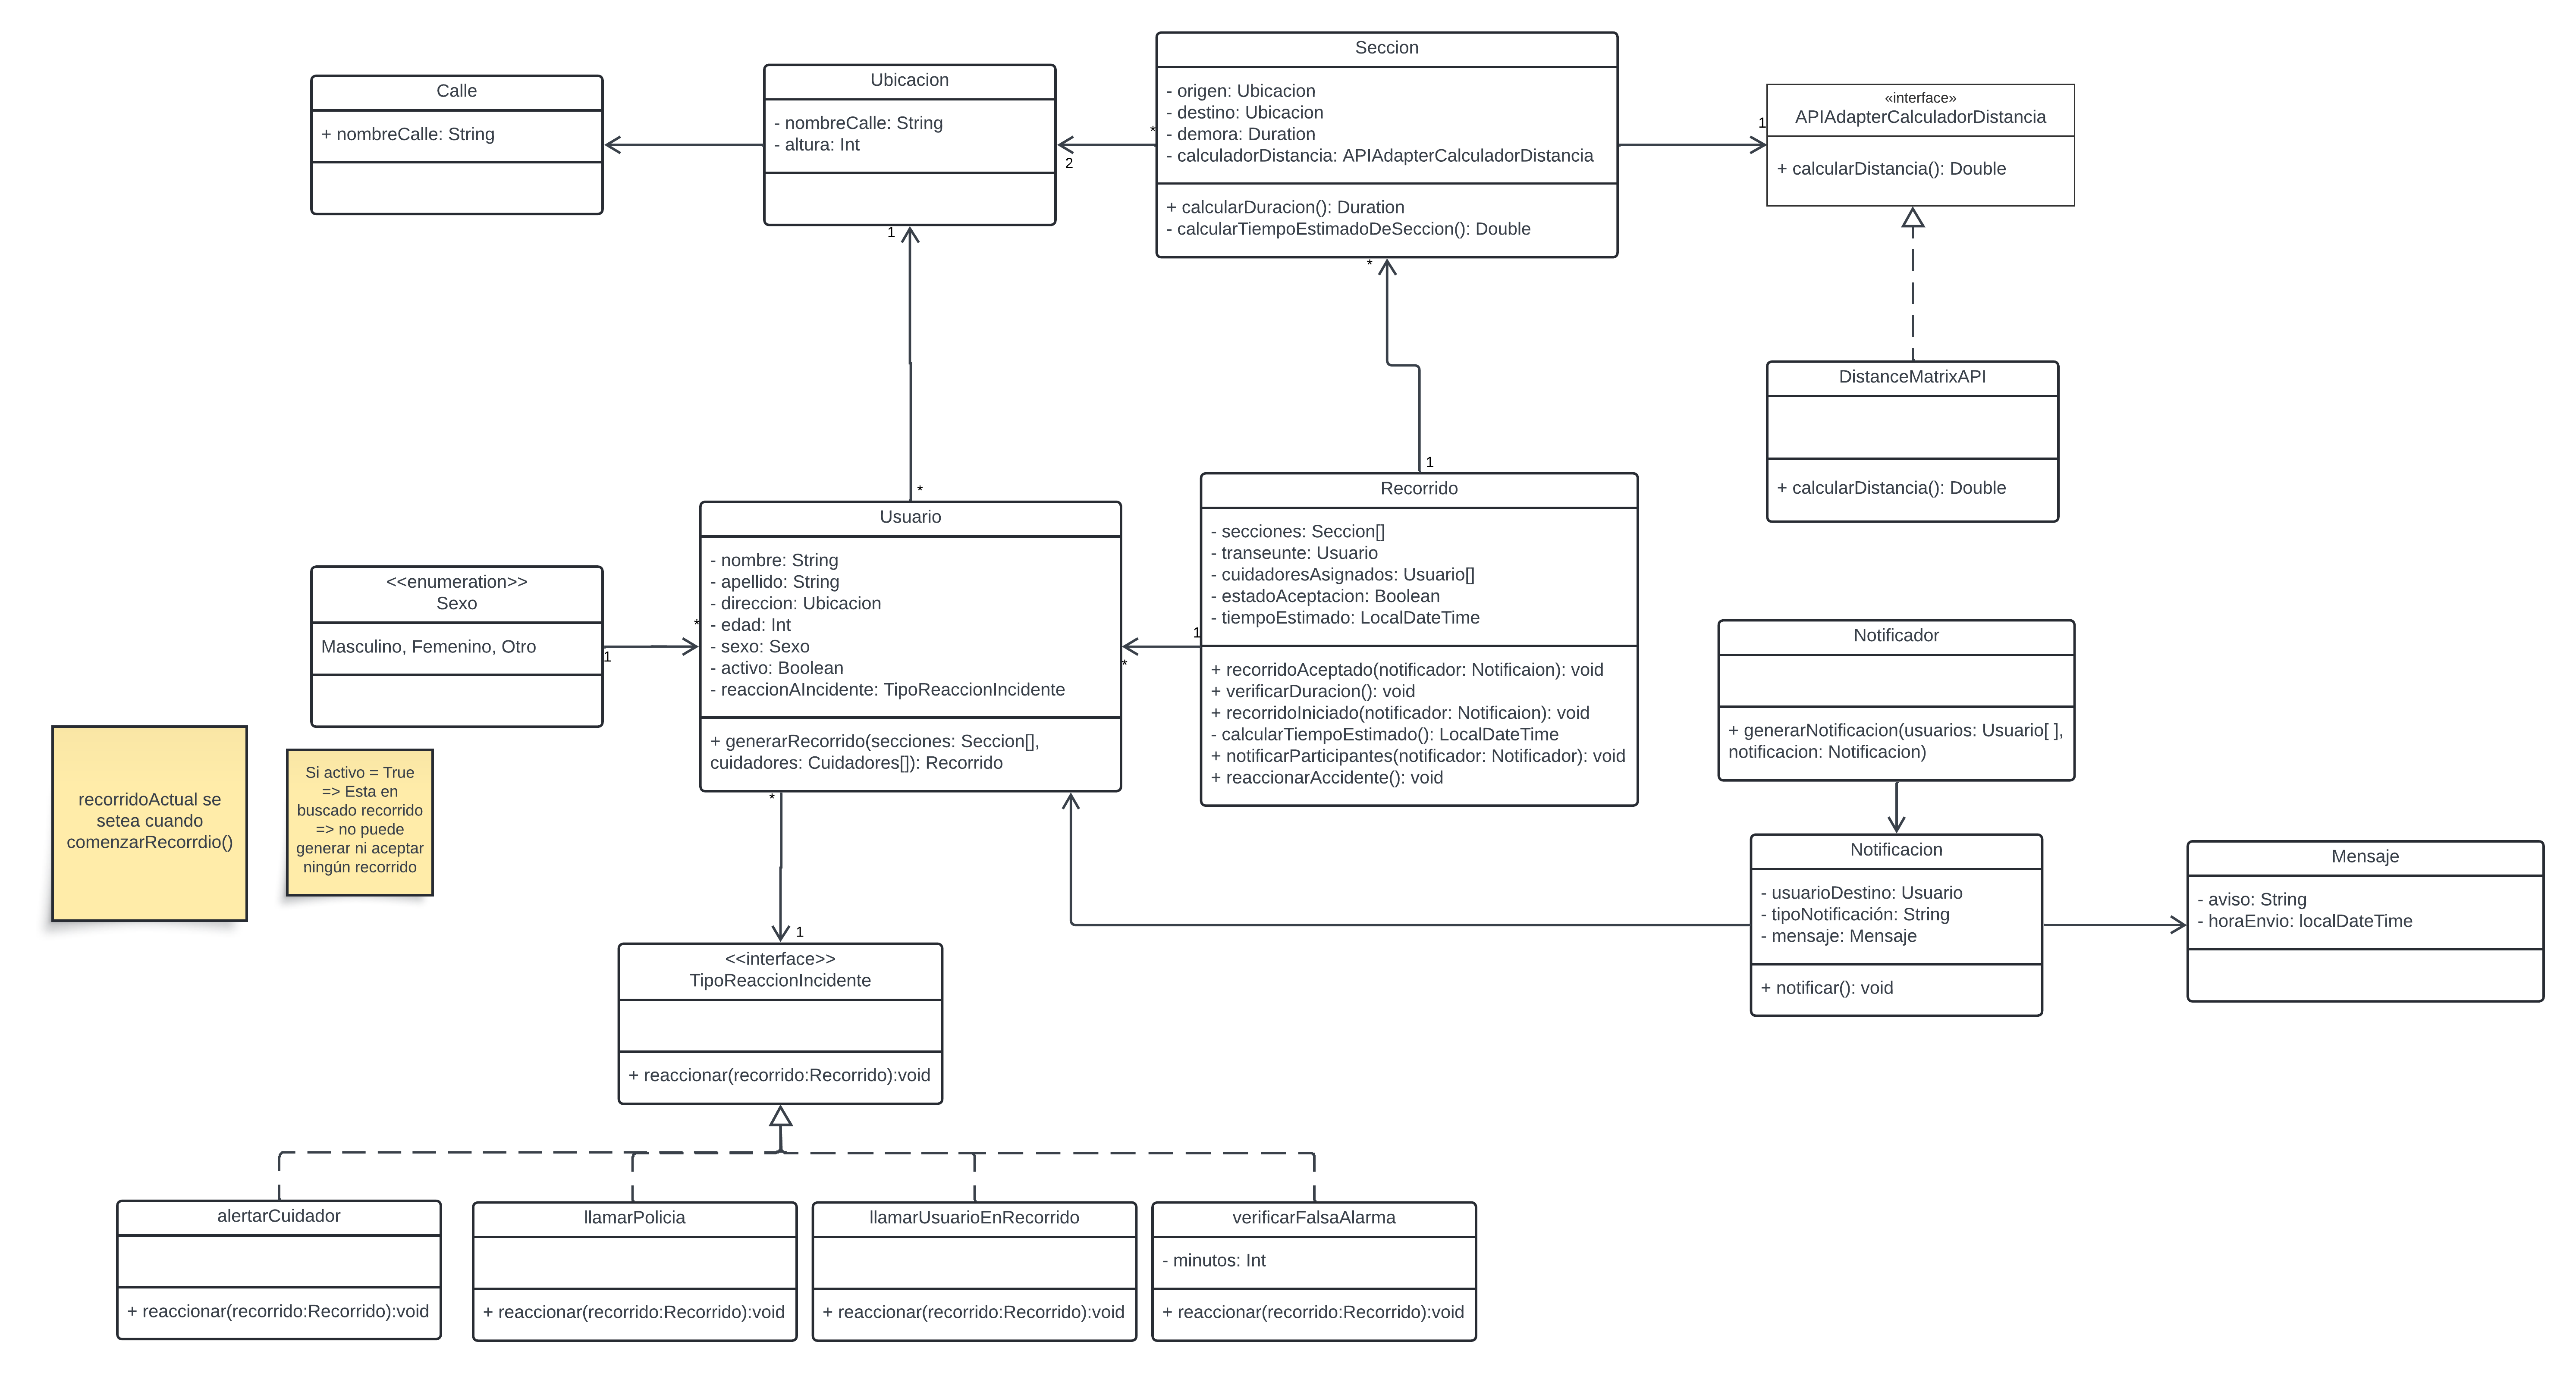 Calle
+ nombreCalle: String
Ubicacion
- nombreCalle: String
- altura: Int
Seccion
- origen: Ubicacion
- destino: Ubicacion
- demora: Duration
- calculadorDistancia: APIAdapterCalculadorDistancia
+ calcularDuracion(): Duration
- calcularTiempoEstimadoDeSeccion(): Double
«interface»
APIAdapterCalculadorDistancia
+ calcularDistancia(): Double
*
2
1
1
*
DistanceMatrixAPI
+ calcularDistancia(): Double
*
1
<<enumeration>>
Sexo
Masculino, Femenino, Otro
*
1
Usuario
- nombre: String
- apellido: String
- direccion: Ubicacion
- edad: Int
- sexo: Sexo
- activo: Boolean
- reaccionAIncidente: TipoReaccionIncidente
+ generarRecorrido(secciones: Seccion[],
cuidadores: Cuidadores[]): Recorrido
1
*
Recorrido
- secciones: Seccion[]
- transeunte: Usuario
- cuidadoresAsignados: Usuario[]
- estadoAceptacion: Boolean
- tiempoEstimado: LocalDateTime
+ recorridoAceptado(notificador: Notificaion): void
+ verificarDuracion(): void
+ recorridoIniciado(notificador: Notificaion): void
- calcularTiempoEstimado(): LocalDateTime
+ notificarParticipantes(notificador: Notificador): void
+ reaccionarAccidente(): void
Notificador
+ generarNotificacion(usuarios: Usuario[ ],
notificacion: Notificacion)
recorridoActual se
setea cuando
comenzarRecorrdio()
Si activo = True
=> Esta en
buscado recorrido
=> no puede
generar ni aceptar
ningún recorrido
*
1
Notificacion
- usuarioDestino: Usuario
- tipoNotificación: String
- mensaje: Mensaje
+ notificar(): void
Mensaje
- aviso: String
- horaEnvio: localDateTime
<<interface>>
TipoReaccionIncidente
+ reaccionar(recorrido:Recorrido):void
alertarCuidador
+ reaccionar(recorrido:Recorrido):void
llamarPolicia
+ reaccionar(recorrido:Recorrido):void
llamarUsuarioEnRecorrido
+ reaccionar(recorrido:Recorrido):void
verificarFalsaAlarma
- minutos: Int
+ reaccionar(recorrido:Recorrido):void